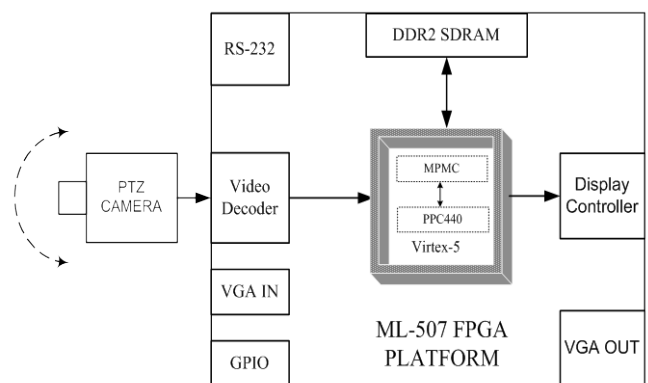 RS-232
DDR2 SDRAM
PTZ
CAMERA
Video
Decoder
MPMC
PPC440
Virtex-5
Display
Controller
VGA IN
GPIO
ML-507 FPGA
PLATFORM
VGA OUT